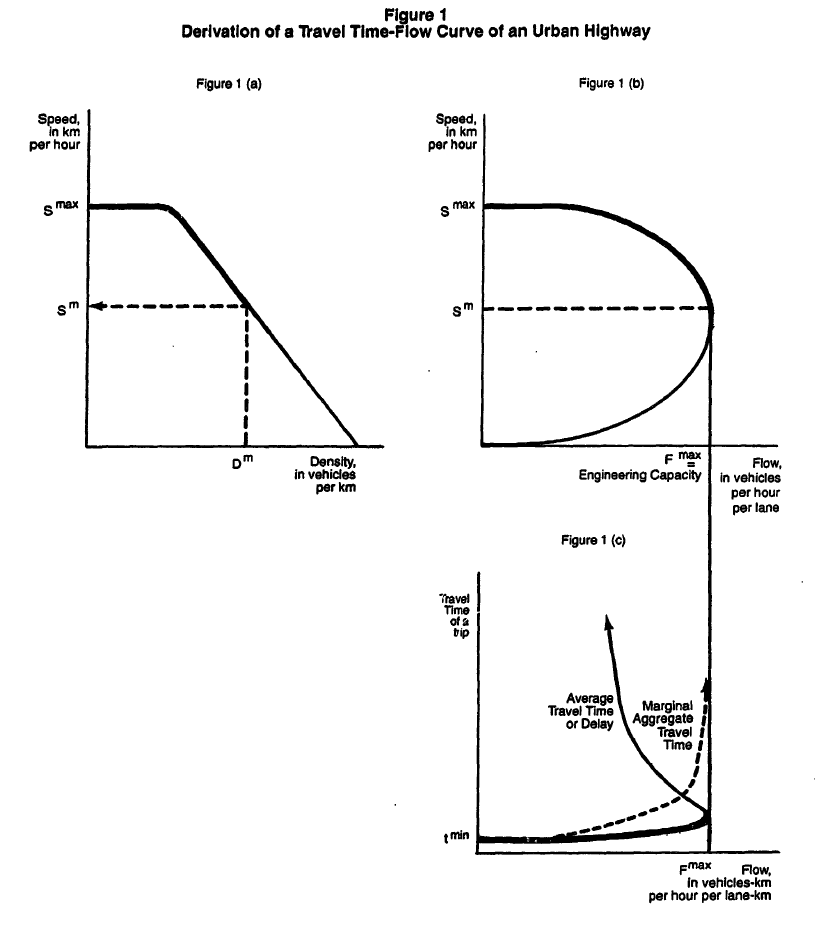 Figure 1
Derivation of a Travel Time-Flow Curve of an Urban Highway
Figure 1 (a)
Speed,
in km
per hour
S max
S m
D m
Density,
in vehicles
per km
Figure 1 (b)
Speed,
in km
per hour
S max
S m
F max
=
Engineering Capacity
Flow,
in vehicles
per hour
per lane
Figure 1 (c)
Travel
Time
of a
trip
Average
Travel Time
or Delay
Marginal
Aggregate
Travel
Time
t min
F max
Flow,
in vehicles-km
per hour per lane-km